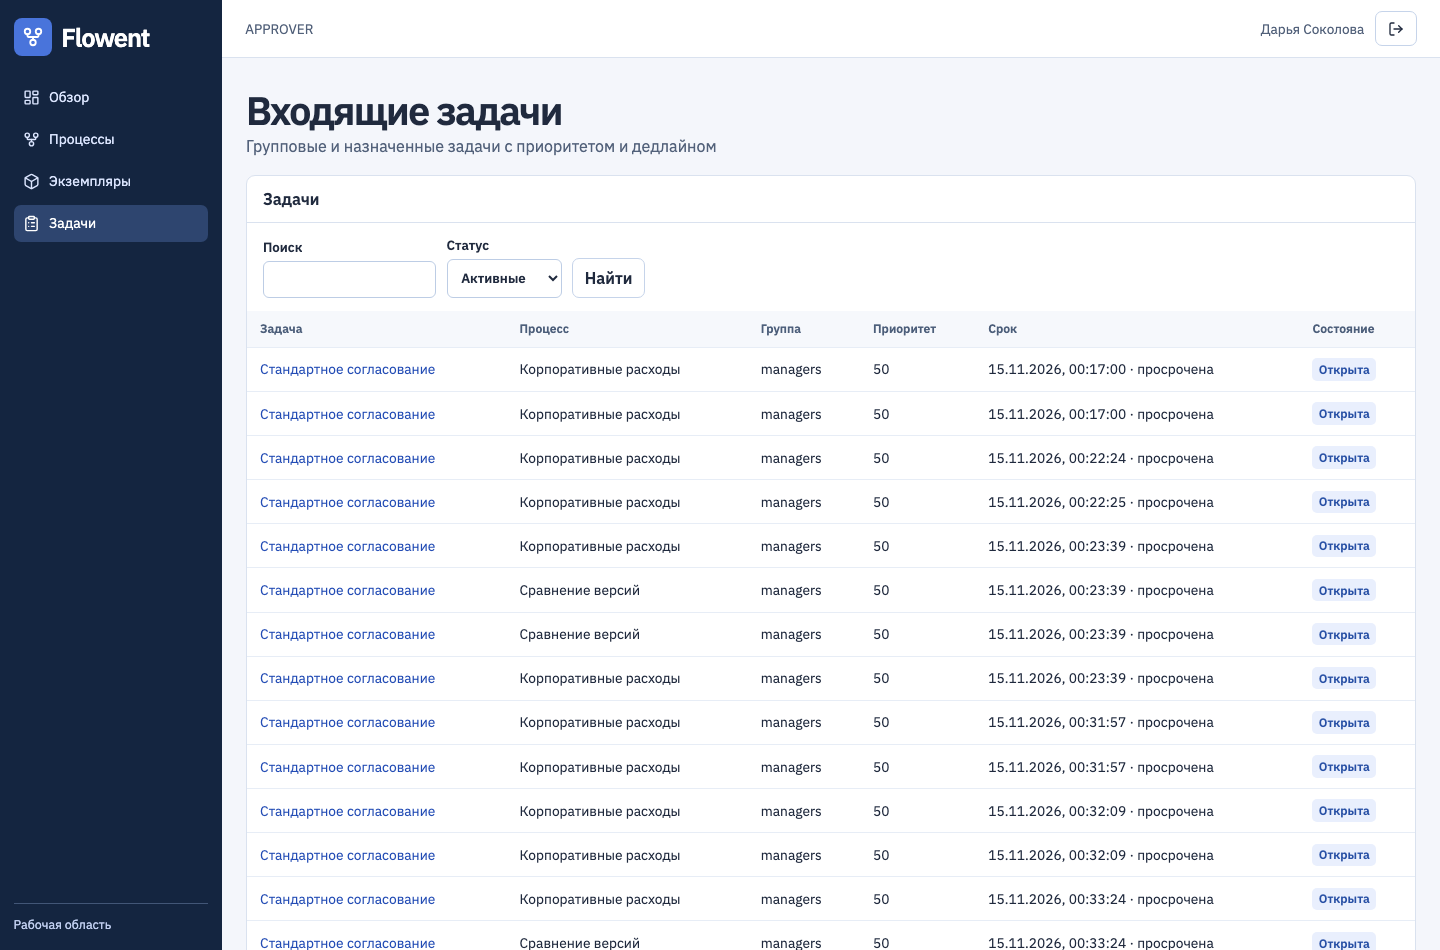 Flowent
Обзор
Процессы
Экземпляры
Задачи
Рабочая область
APPROVER
Дарья Соколова
Входящие задачи
Групповые и назначенные задачи с приоритетом и дедлайном
Задачи
Поиск
Статус
Активные
Найти
Задача Процесс Группа Приоритет Срок Состояние
Стандартное согласование Корпоративные расходы managers 50 15.11.2026, 00:17:00 · просрочена Открыта
Стандартное согласование Корпоративные расходы managers 50 15.11.2026, 00:17:00 · просрочена Открыта
Стандартное согласование Корпоративные расходы managers 50 15.11.2026, 00:22:24 · просрочена Открыта
Стандартное согласование Корпоративные расходы managers 50 15.11.2026, 00:22:25 · просрочена Открыта
Стандартное согласование Корпоративные расходы managers 50 15.11.2026, 00:23:39 · просрочена Открыта
Стандартное согласование Сравнение версий managers 50 15.11.2026, 00:23:39 · просрочена Открыта
Стандартное согласование Сравнение версий managers 50 15.11.2026, 00:23:39 · просрочена Открыта
Стандартное согласование Корпоративные расходы managers 50 15.11.2026, 00:23:39 · просрочена Открыта
Стандартное согласование Корпоративные расходы managers 50 15.11.2026, 00:31:57 · просрочена Открыта
Стандартное согласование Корпоративные расходы managers 50 15.11.2026, 00:31:57 · просрочена Открыта
Стандартное согласование Корпоративные расходы managers 50 15.11.2026, 00:32:09 · просрочена Открыта
Стандартное согласование Корпоративные расходы managers 50 15.11.2026, 00:32:09 · просрочена Открыта
Стандартное согласование Корпоративные расходы managers 50 15.11.2026, 00:33:24 · просрочена Открыта
Стандартное согласование Сравнение версий managers 50 15.11.2026, 00:33:24 · просрочена Открыта